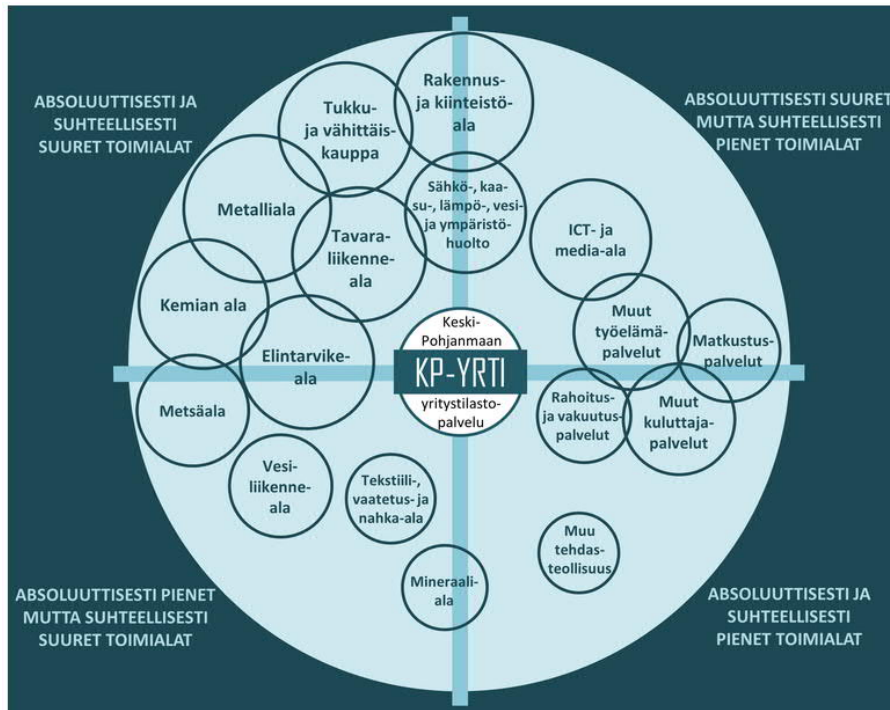 ABSOLUUTTISESTI JA
SUHTEELLISESTI
SUURET TOIMIALAT
ABSOLUUTTISESTI SUURET
MUTTA SUHTEELLISESTI
PIENET TOIMIALAT
Rakennus-
ja kiinteistö-
ala
Tukku-
ja vähittäis-
kauppa
Sähkö-, kaa-
su-, lämpö-, vesi-
ja ympäristö-
huolto
Metalliala
Tavara-
liikenne-
ala
ICT- ja
media-ala
Kemian ala
Elintarvike-
ala
Muut
työelämä-
palvelut
Matkustus-
palvelut
Keski-
Pohjanmaan
KP-YRTI
yritystilasto-
palvelu
Metsäala
Rahoitus-
ja vakuutus-
palvelut
Muut
kuluttaja-
palvelut
Vesi-
liikenne-
ala
Tekstiili-,
vaatetus- ja
nahka-ala
Muu
tehdas-
teollisuus
Mineraali-
ala
ABSOLUUTTISESTI PIENET
MUTTA SUHTEELLISESTI
SUURET TOIMIALAT
ABSOLUUTTISESTI JA
SUHTEELLISESTI
PIENET TOIMIALAT